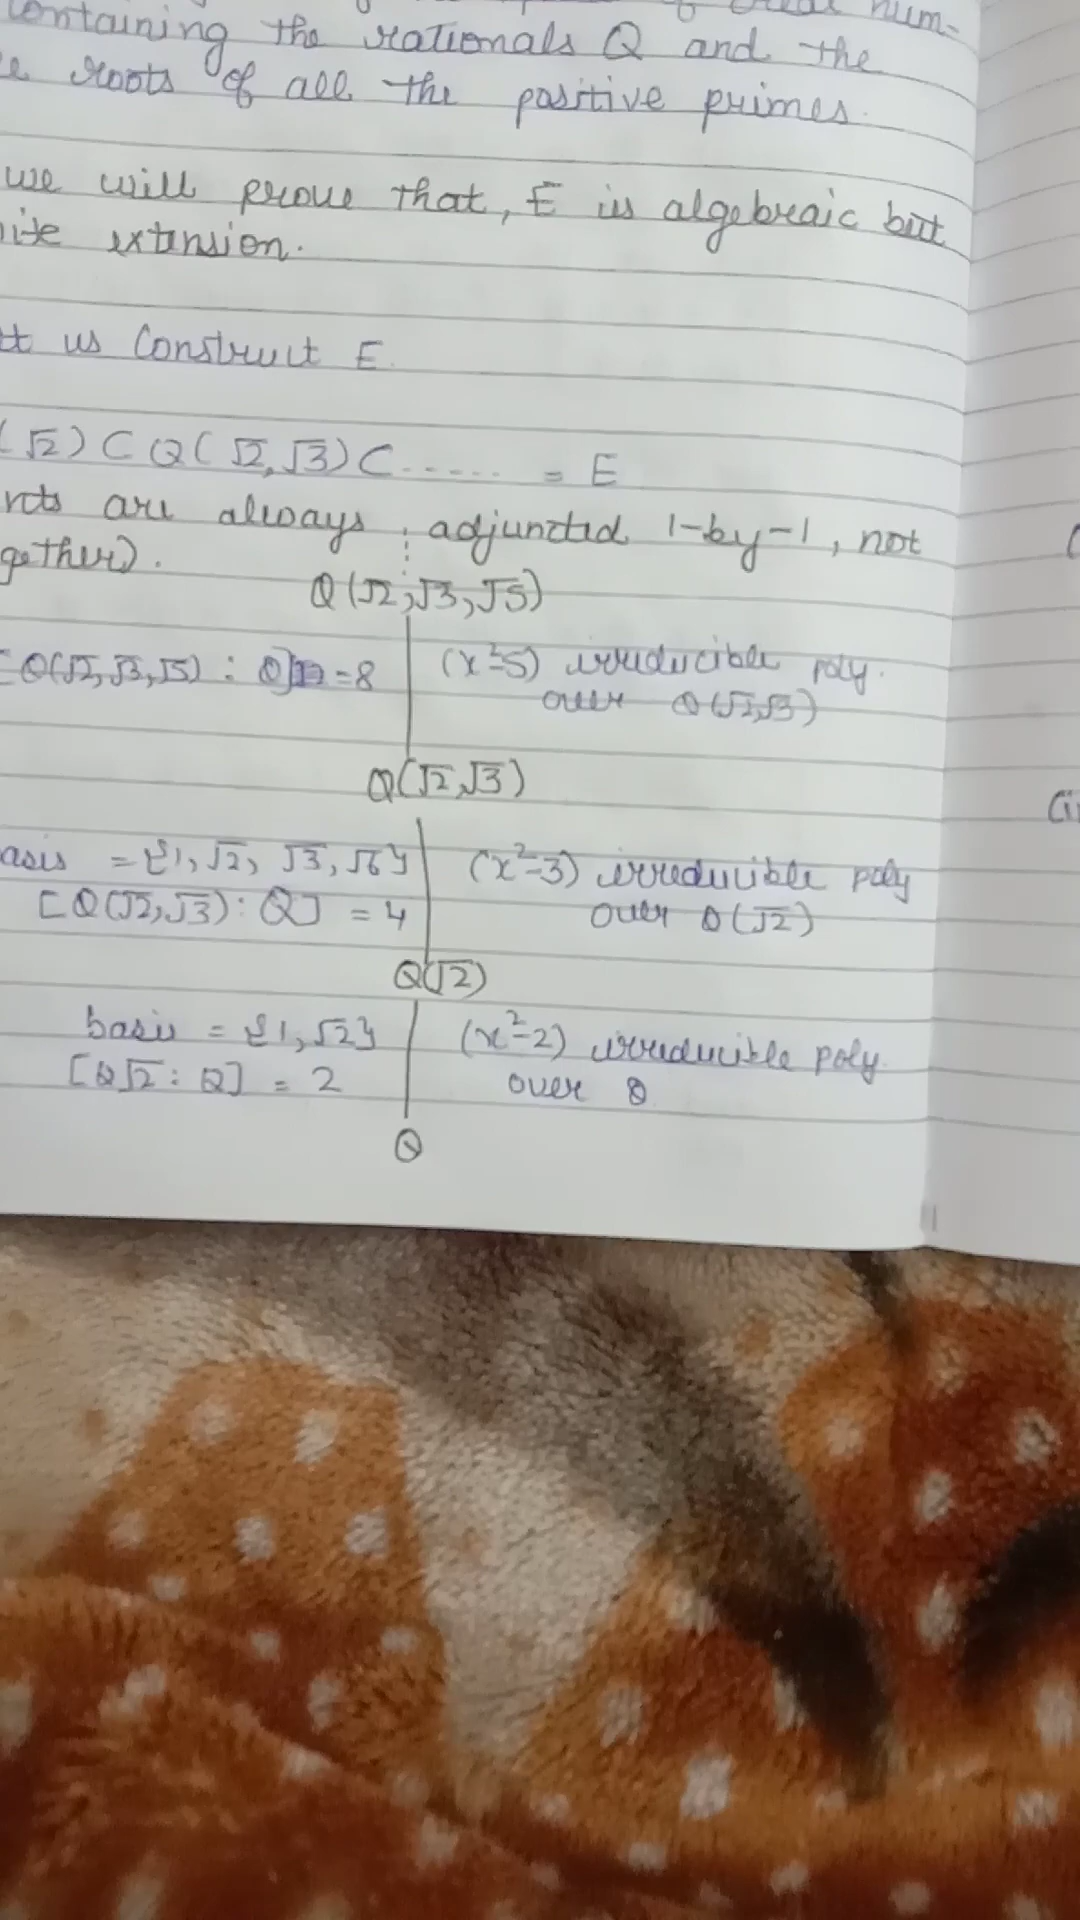 containing the rationals Q and the
roots of all the positive primes.
we will prove that, E is algebraic but
extension.
us Construct E.
(√2) ⊂ Q(√2,√3) ⊂ ...... = E
are always adjuncted 1-by-1, not
gether).
Q(√2,√3,√5)
[Q(√2,√3,√5) : Q] = 8 (x²-5) irreducible poly.
over Q(√2,√3)
Q(√2,√3)
asis = {1,√2, √3,√6} (x²-3) irreducible poly
[Q(√2,√3) : Q] = 4 over Q(√2)
Q(√2)
basis = {1,√2} (x²-2) irreducible poly.
[Q√2 : Q] = 2 over Q.
Q